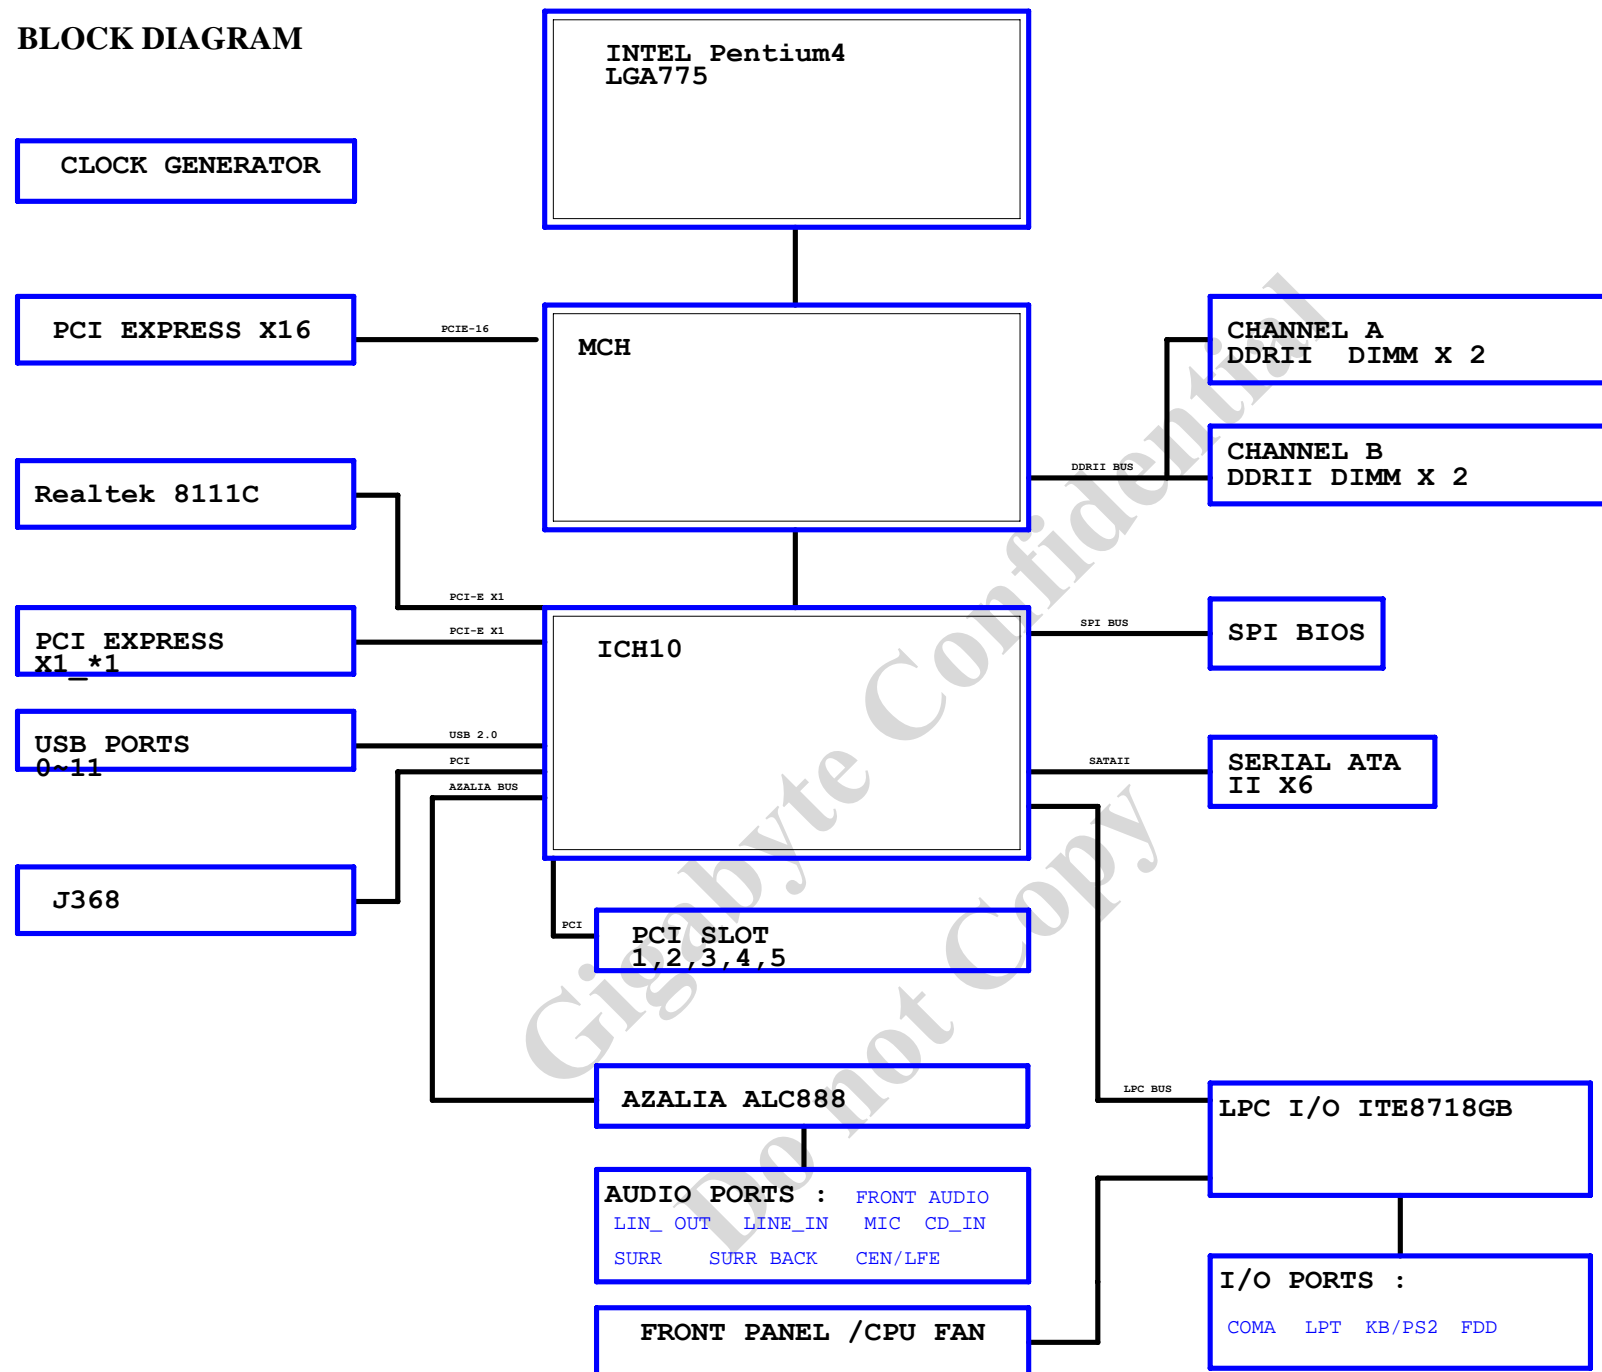 BLOCK DIAGRAM
INTEL Pentium4
LGA775
CLOCK GENERATOR
PCI EXPRESS X16
PCIE-16
MCH
CHANNEL A
DDRII DIMM X 2
CHANNEL B
DDRII DIMM X 2
DDRII BUS
Realtek 8111C
PCI-E X1
PCI EXPRESS
X1_*1
PCI-E X1
ICH10
SPI BUS
SPI BIOS
USB PORTS
0~11
USB 2.0
PCI
AZALIA BUS
SATAII
SERIAL ATA
II X6
J368
PCI
PCI SLOT
1,2,3,4,5
AZALIA ALC888
LPC BUS
LPC I/O ITE8718GB
AUDIO PORTS : FRONT AUDIO
LIN_ OUT LINE_IN MIC CD_IN
SURR SURR BACK CEN/LFE
I/O PORTS :
COMA LPT KB/PS2 FDD
FRONT PANEL /CPU FAN
Gigabyte Confidential
Do not Copy